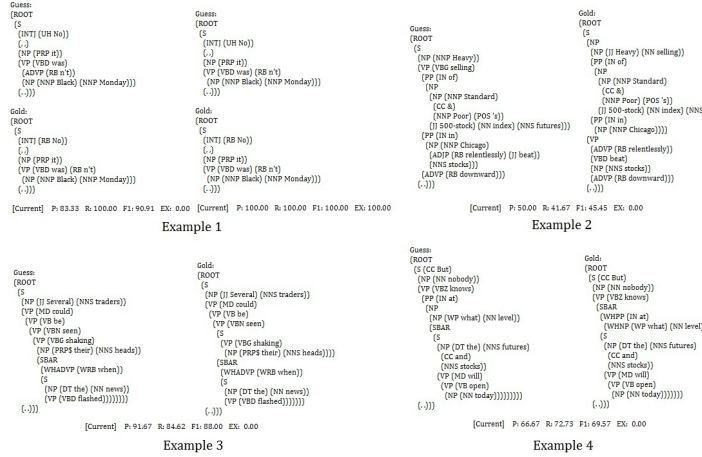 Guess:
(ROOT
(S
(INTJ (UH No))
(, ,)
(NP (PRP it))
(VP (VBD was)
(ADVP (RB n't))
(NP (NNP Black) (NNP Monday)))
(. .)))
Guess:
(ROOT
(S
(INTJ (UH No))
(, ,)
(NP (PRP it))
(VP (VBD was) (RB n't)
(NP (NNP Black) (NNP Monday)))
(. .)))
Gold:
(ROOT
(S
(INTJ (RB No))
(, ,)
(NP (PRP it))
(VP (VBD was) (RB n't)
(NP (NNP Black) (NNP Monday)))
(. .)))
Gold:
(ROOT
(S
(INTJ (RB No))
(, ,)
(NP (PRP it))
(VP (VBD was) (RB n't)
(NP (NNP Black) (NNP Monday)))
(. .)))
[Current] P: 83.33 R: 100.00 F1: 90.91 EX: 0.00
[Current] P: 100.00 R: 100.00 F1: 100.00 EX: 100.00
Example 1
Guess:
(ROOT
(S
(NP (NNP Heavy))
(VP (VBG selling)
(PP (IN of)
(NP
(NP (NNP Standard)
(CC &)
(NNP Poor) (POS 's))
(JJ 500-stock) (NN index) (NNS futures)))
(PP (IN in)
(NP (NNP Chicago)
(ADJP (RB relentlessly) (JJ beat))
(NNS stocks)))
(ADVP (RB downward)))
(. .)))
Gold:
(ROOT
(S
(NP
(NP (JJ Heavy) (NN selling))
(PP (IN of)
(NP
(NP (NNP Standard)
(CC &)
(NNP Poor) (POS 's))
(JJ 500-stock) (NN index) (NNS
(PP (IN in)
(NP (NNP Chicago))))
(VP
(ADVP (RB relentlessly)
(VBD beat)
(NP (NNS stocks))
(ADVP (RB downward)))
(. .)))
[Current] P: 50.00 R: 41.67 F1: 45.45 EX: 0.00
Example 2
Guess:
(ROOT
(S
(NP (JJ Several) (NNS traders))
(VP (MD could)
(VP (VB be)
(VP (VBN seen)
(S
(VP (VBG shaking)
(NP (PRP$ their) (NNS heads))
(SBAR
(WHADVP (WRB when))
(S
(NP (DT the) (NN news))
(VP (VBD flashed))))))))
(. .)))
Gold:
(ROOT
(S
(NP (JJ Several) (NNS traders))
(VP (MD could)
(VP (VB be)
(VP (VBN seen)
(S
(VP (VBG shaking)
(NP (PRP$ their) (NNS heads))))
(SBAR
(WHADVP (WRB when))
(S
(NP (DT the) (NN news))
(VP (VBD flashed)))))))
(. .)))
[Current] P: 91.67 R: 84.62 F1: 88.00 EX: 0.00
Example 3
Guess:
(ROOT
(S (CC But)
(NP (NN nobody))
(VP (VBZ knows)
(PP (IN at)
(NP
(NP (WP what) (NN level))
(SBAR
(S
(NP (DT the) (NNS futures)
(CC and)
(NNS stocks))
(VP (MD will)
(VP (VB open)
(NP (NN today)))))))))
(. .)))
Gold:
(ROOT
(S (CC But)
(NP (NN nobody))
(VP (VBZ knows)
(SBAR
(WHPP (IN at)
(WHNP (WP what) (NN level)
(S
(NP (DT the) (NNS futures)
(CC and)
(NNS stocks))
(VP (MD will)
(VP (VB open)
(NP (NN today)))))))
(. .)))
[Current] P: 66.67 R: 72.73 F1: 69.57 EX: 0.00
Example 4